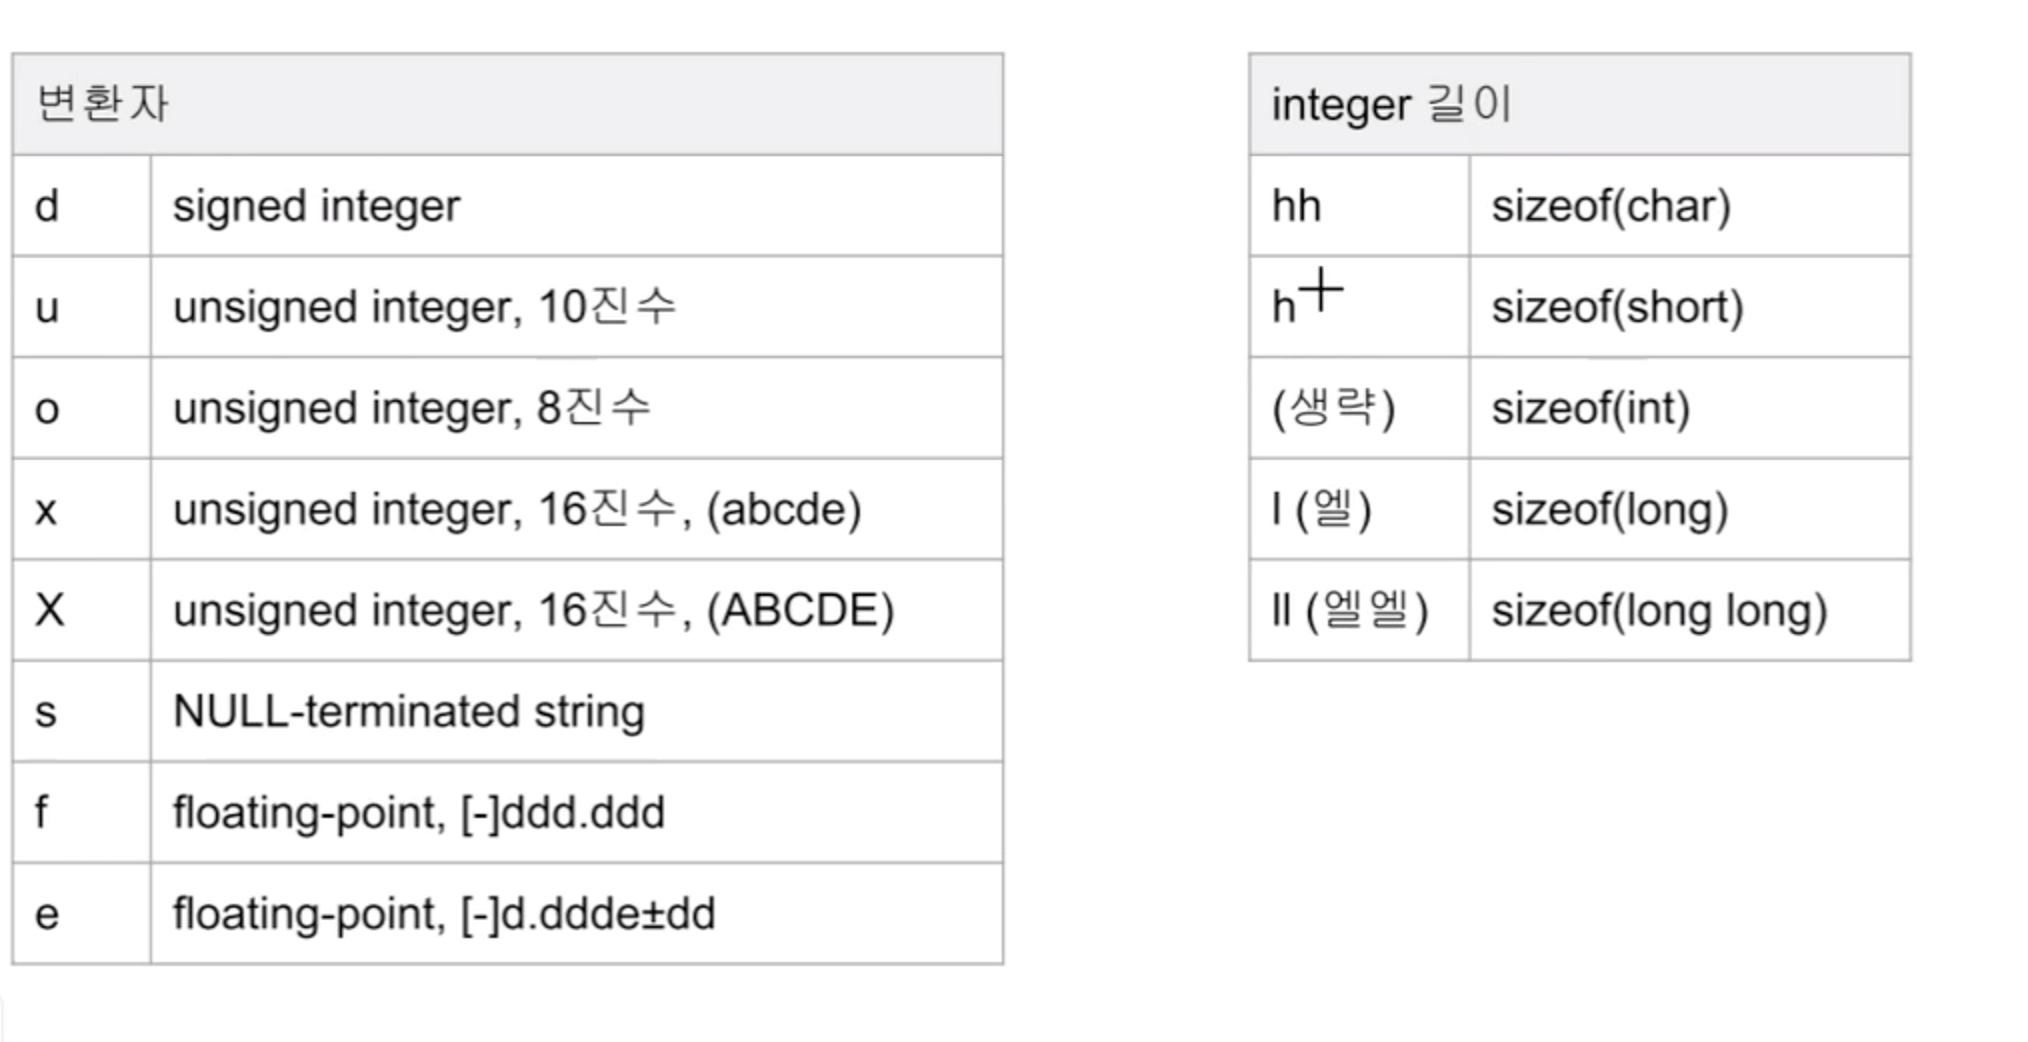 변환자
d signed integer
u unsigned integer, 10진수
o unsigned integer, 8진수
x unsigned integer, 16진수, (abcde)
X unsigned integer, 16진수, (ABCDE)
s NULL-terminated string
f floating-point, [-]ddd.ddd
e floating-point, [-]d.ddde±dd
integer 길이
hh sizeof(char)
h sizeof(short)
(생략) sizeof(int)
l (엘) sizeof(long)
ll (엘엘) sizeof(long long)